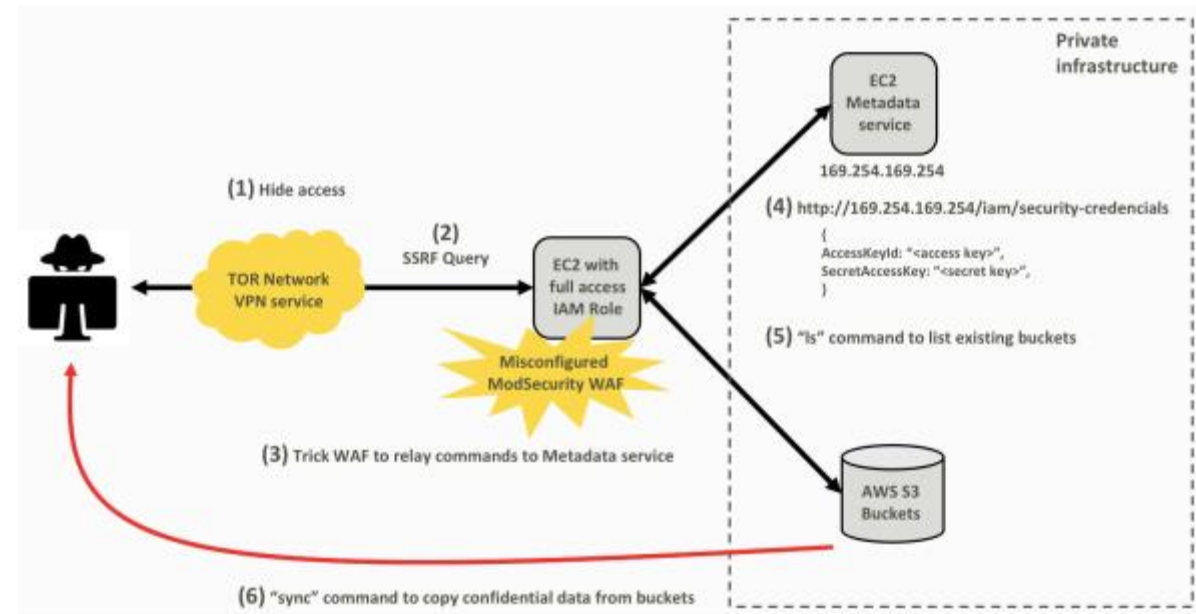 Private
infrastructure
EC2
Metadata
service
169.254.169.254
(1) Hide access
(4) http://169.254.169.254/iam/security-credencials
{
AccessKeyId: “<access key>”,
SecretAccessKey: “<secret key>”,
}
(2)
SSRF Query
TOR Network
VPN service
EC2 with
full access
IAM Role
Misconfigured
ModSecurity WAF
(5) “ls” command to list existing buckets
(3) Trick WAF to relay commands to Metadata service
AWS S3
Buckets
(6) “sync” command to copy confidential data from buckets